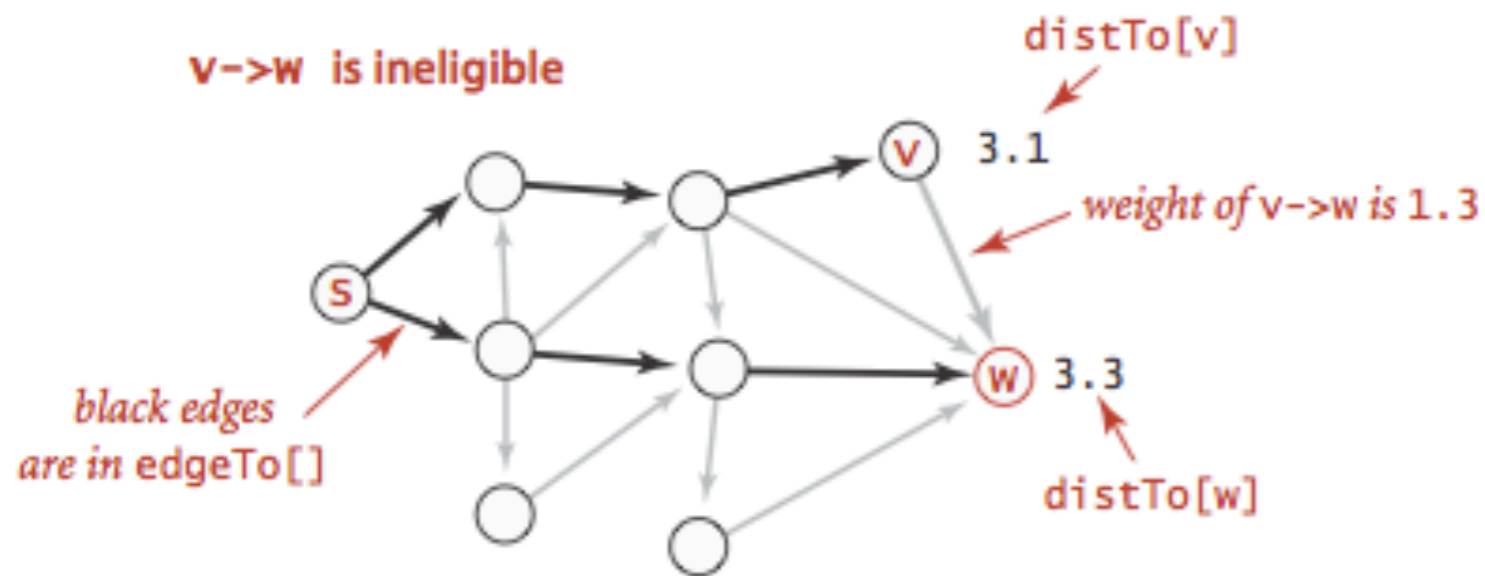 distTo[v]
v->w is ineligible
v
3.1
weight of v->w is 1.3
s
w
3.3
black edges
are in edgeTo[]
distTo[w]